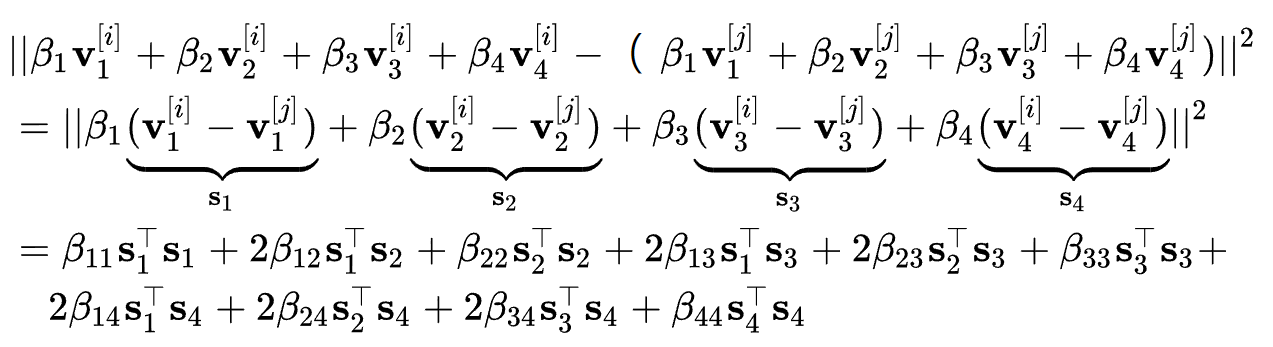 ||β₁v₁^[i] + β₂v₂^[i] + β₃v₃^[i] + β₄v₄^[i] − ( β₁v₁^[j] + β₂v₂^[j] + β₃v₃^[j] + β₄v₄^[j])||²
= ||β₁(v₁^[i] − v₁^[j]) + β₂(v₂^[i] − v₂^[j]) + β₃(v₃^[i] − v₃^[j]) + β₄(v₄^[i] − v₄^[j])||²
s₁ s₂ s₃ s₄
= β₁₁s₁^⊤s₁ + 2β₁₂s₁^⊤s₂ + β₂₂s₂^⊤s₂ + 2β₁₃s₁^⊤s₃ + 2β₂₃s₂^⊤s₃ + β₃₃s₃^⊤s₃+
2β₁₄s₁^⊤s₄ + 2β₂₄s₂^⊤s₄ + 2β₃₄s₃^⊤s₄ + β₄₄s₄^⊤s₄